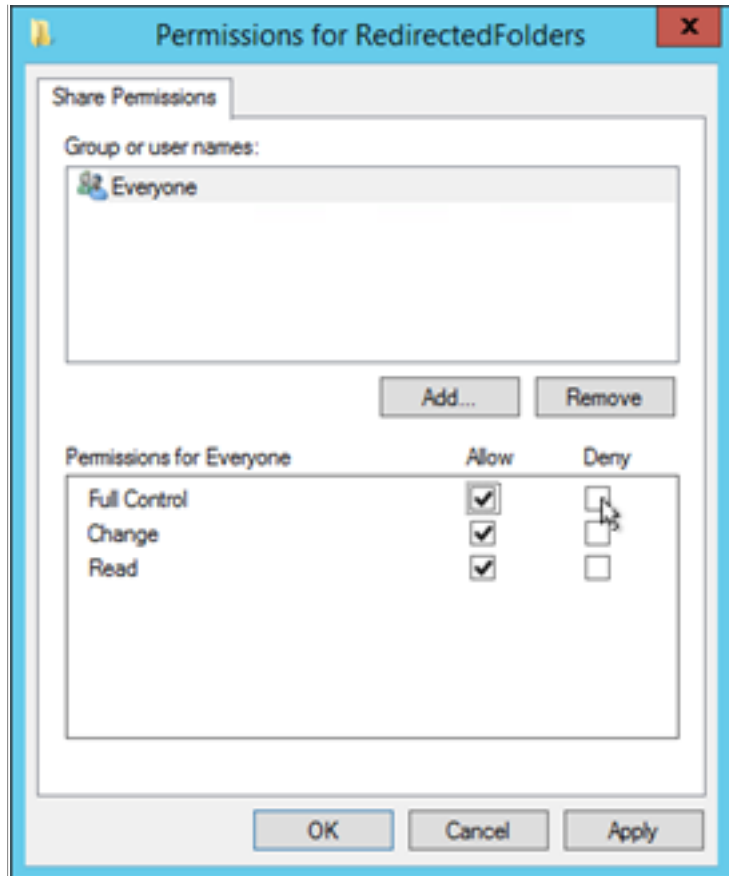 Permissions for RedirectedFolders
x
Share Permissions
Group or user names:
Everyone
Add... Remove
Permissions for Everyone Allow Deny
Full Control
Change
Read
OK Cancel Apply